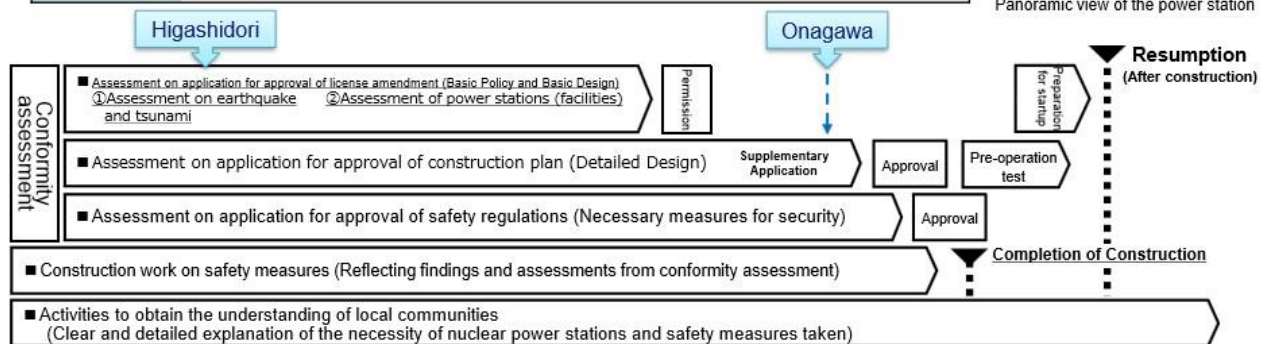 Panoramic view of the power station
Higashidori
Onagawa
Resumption
(After construction)
Conformity
assessment
■ Assessment on application for approval of license amendment (Basic Policy and Basic Design)
①Assessment on earthquake ②Assessment of power stations (facilities)
and tsunami
Permission
Preparation
for startup
■ Assessment on application for approval of construction plan (Detailed Design)
Supplementary
Application
Approval
Pre-operation
test
■ Assessment on application for approval of safety regulations (Necessary measures for security)
Approval
■ Construction work on safety measures (Reflecting findings and assessments from conformity assessment)
Completion of Construction
■ Activities to obtain the understanding of local communities
(Clear and detailed explanation of the necessity of nuclear power stations and safety measures taken)